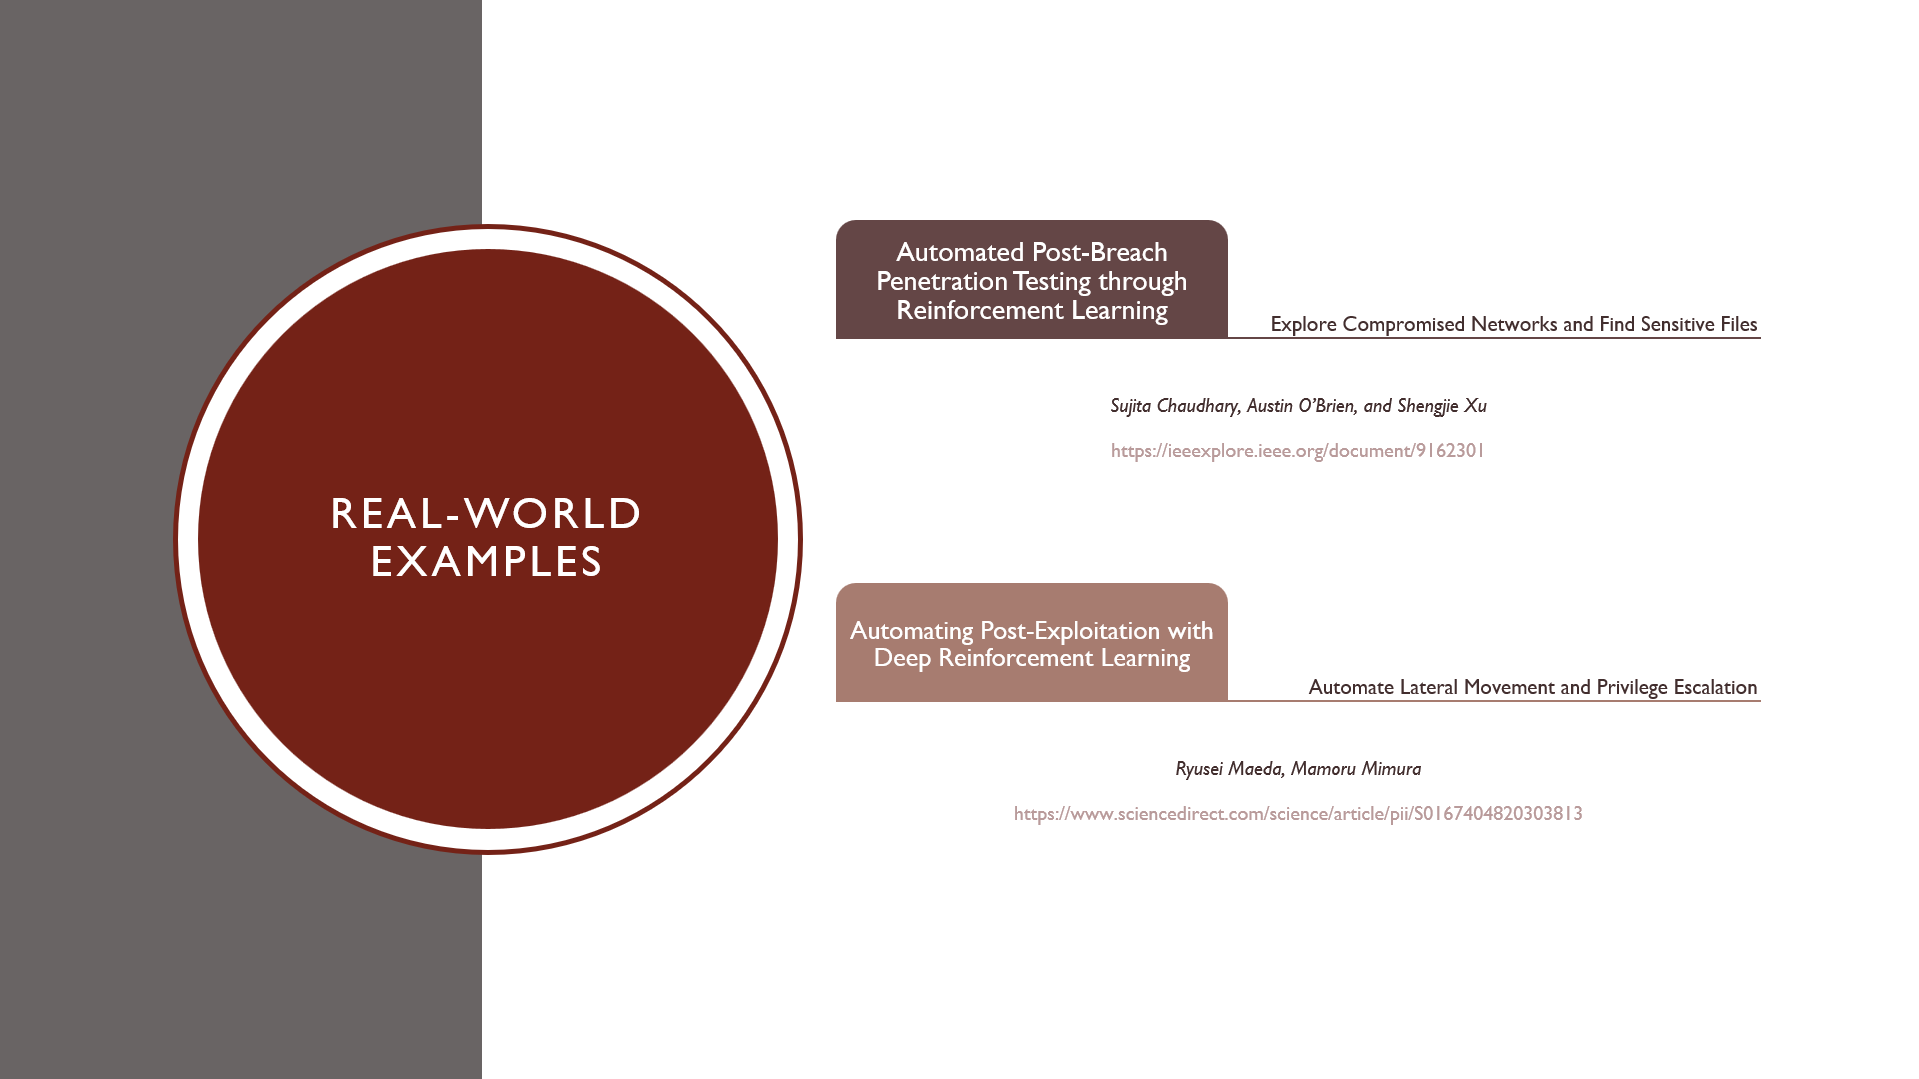 REAL-WORLD
EXAMPLES
Automated Post-Breach
Penetration Testing through
Reinforcement Learning
Explore Compromised Networks and Find Sensitive Files
Sujita Chaudhary, Austin O’Brien, and Shengjie Xu
https://ieeexplore.ieee.org/document/9162301
Automating Post-Exploitation with
Deep Reinforcement Learning
Automate Lateral Movement and Privilege Escalation
Ryusei Maeda, Mamoru Mimura
https://www.sciencedirect.com/science/article/pii/S0167404820303813